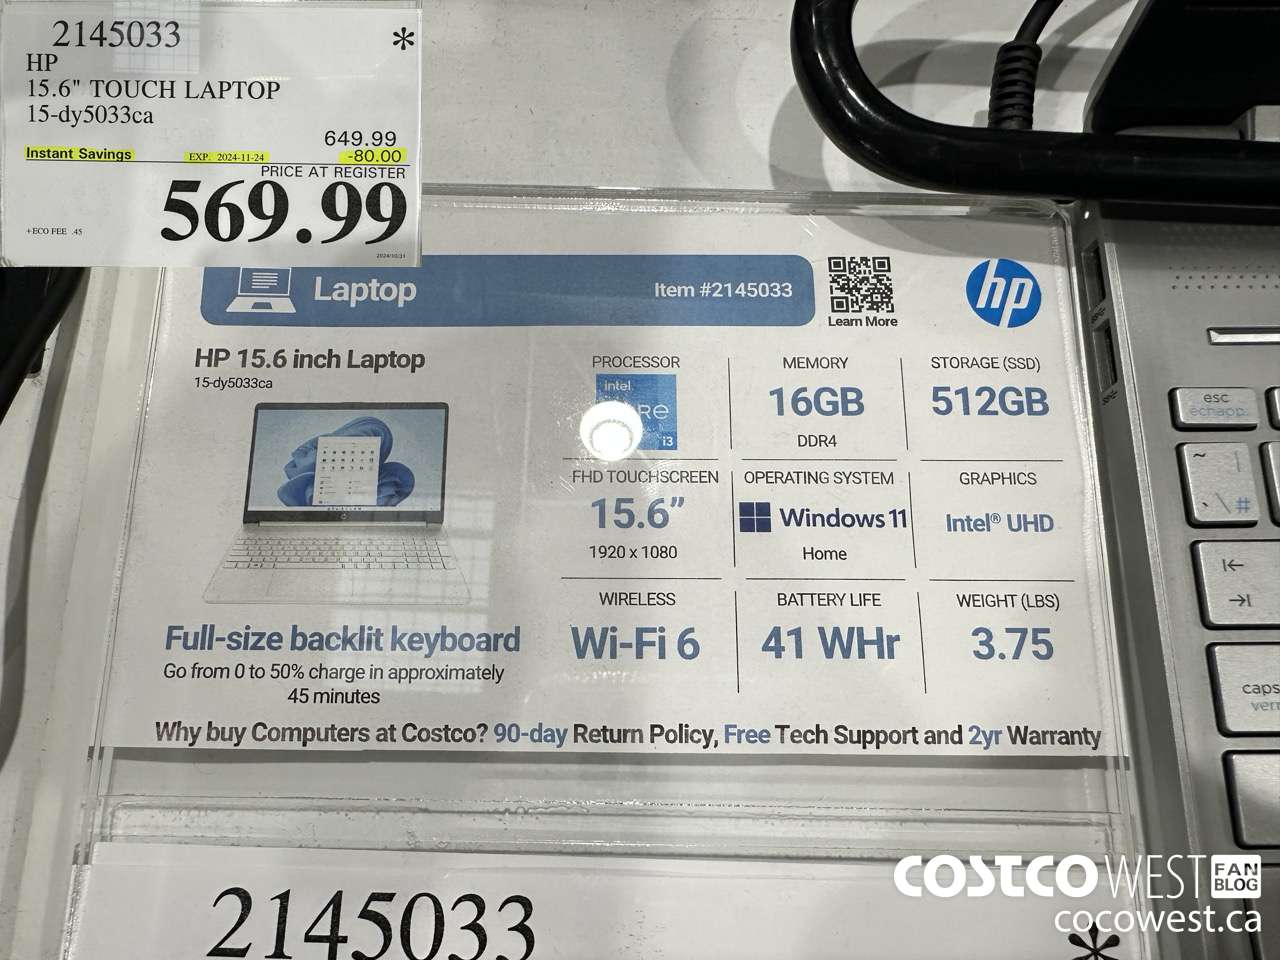 2145033 *
HP
15.6" TOUCH LAPTOP
15-dy5033ca
649.99
Instant Savings EXP. 2024-11-24 -80.00
PRICE AT REGISTER
569.99
+ECO FEE .45
2024/10/31
Laptop
Item #2145033
Learn More
hp
HP 15.6 inch Laptop
15-dy5033ca
PROCESSOR
intel.
i3
MEMORY
16GB
DDR4
STORAGE (SSD)
512GB
FHD TOUCHSCREEN
15.6”
1920 x 1080
OPERATING SYSTEM
Windows 11
Home
GRAPHICS
Intel® UHD
WIRELESS
Wi-Fi 6
BATTERY LIFE
41 WHr
WEIGHT (LBS)
3.75
Full-size backlit keyboard
Go from 0 to 50% charge in approximately
45 minutes
Why buy Computers at Costco? 90-day Return Policy, Free Tech Support and 2yr Warranty
esc
échapp
caps
2145033 *
COSTCO WEST FAN BLOG
cocowest.ca